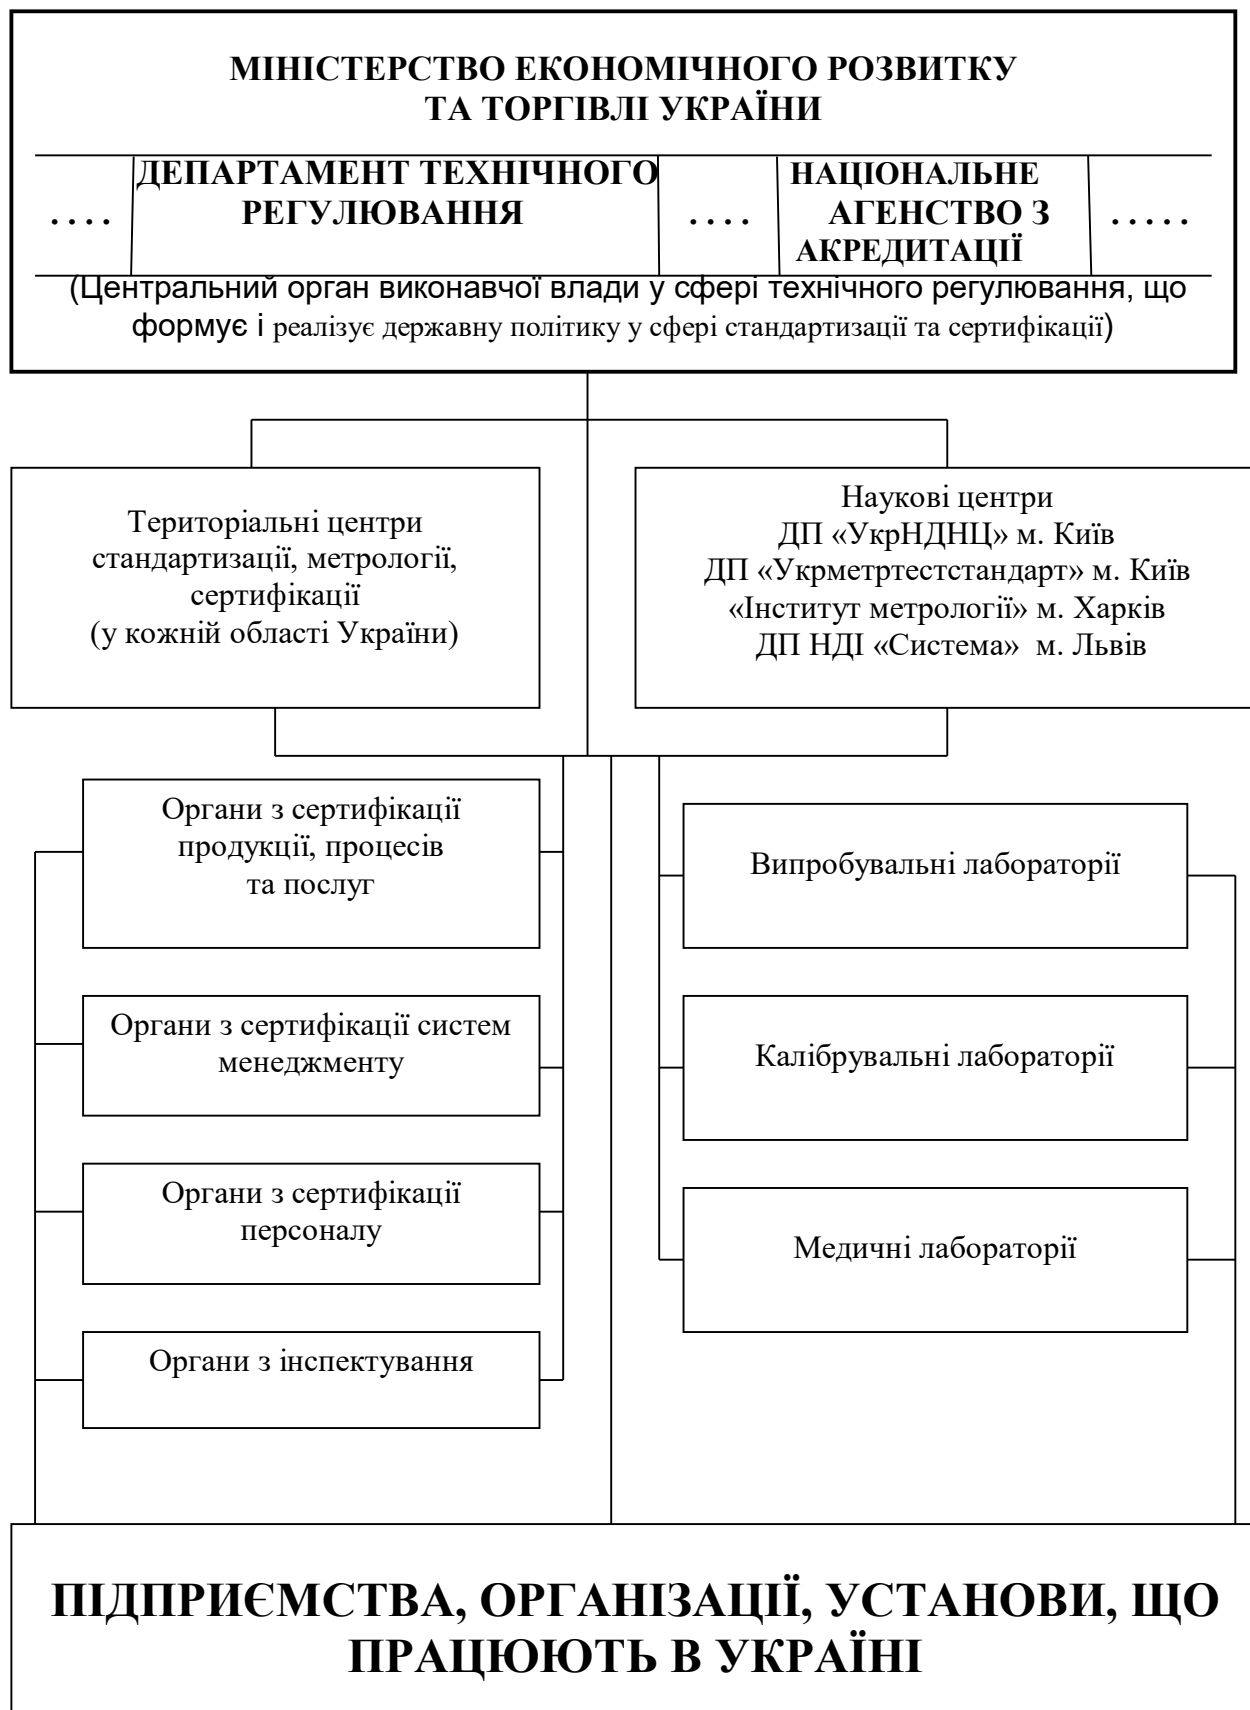 МІНІСТЕРСТВО ЕКОНОМІЧНОГО РОЗВИТКУ
ТА ТОРГІВЛІ УКРАЇНИ
. . . .
ДЕПАРТАМЕНТ ТЕХНІЧНОГО
РЕГУЛЮВАННЯ
. . . .
НАЦІОНАЛЬНЕ
АГЕНСТВО З
АКРЕДИТАЦІЇ
. . . . .
(Центральний орган виконавчої влади у сфері технічного регулювання, що
формує і реалізує державну політику у сфері стандартизації та сертифікації)
Територіальні центри
стандартизації, метрології,
сертифікації
(у кожній області України)
Наукові центри
ДП «УкрНДНЦ» м. Київ
ДП «Укрметртестстандарт» м. Київ
«Інститут метрології» м. Харків
ДП НДІ «Система» м. Львів
Органи з сертифікації
продукції, процесів
та послуг
Органи з сертифікації систем
менеджменту
Органи з сертифікації
персоналу
Органи з інспектування
Випробувальні лабораторії
Калібрувальні лабораторії
Медичні лабораторії
ПІДПРИЄМСТВА, ОРГАНІЗАЦІЇ, УСТАНОВИ, ЩО
ПРАЦЮЮТЬ В УКРАЇНІ